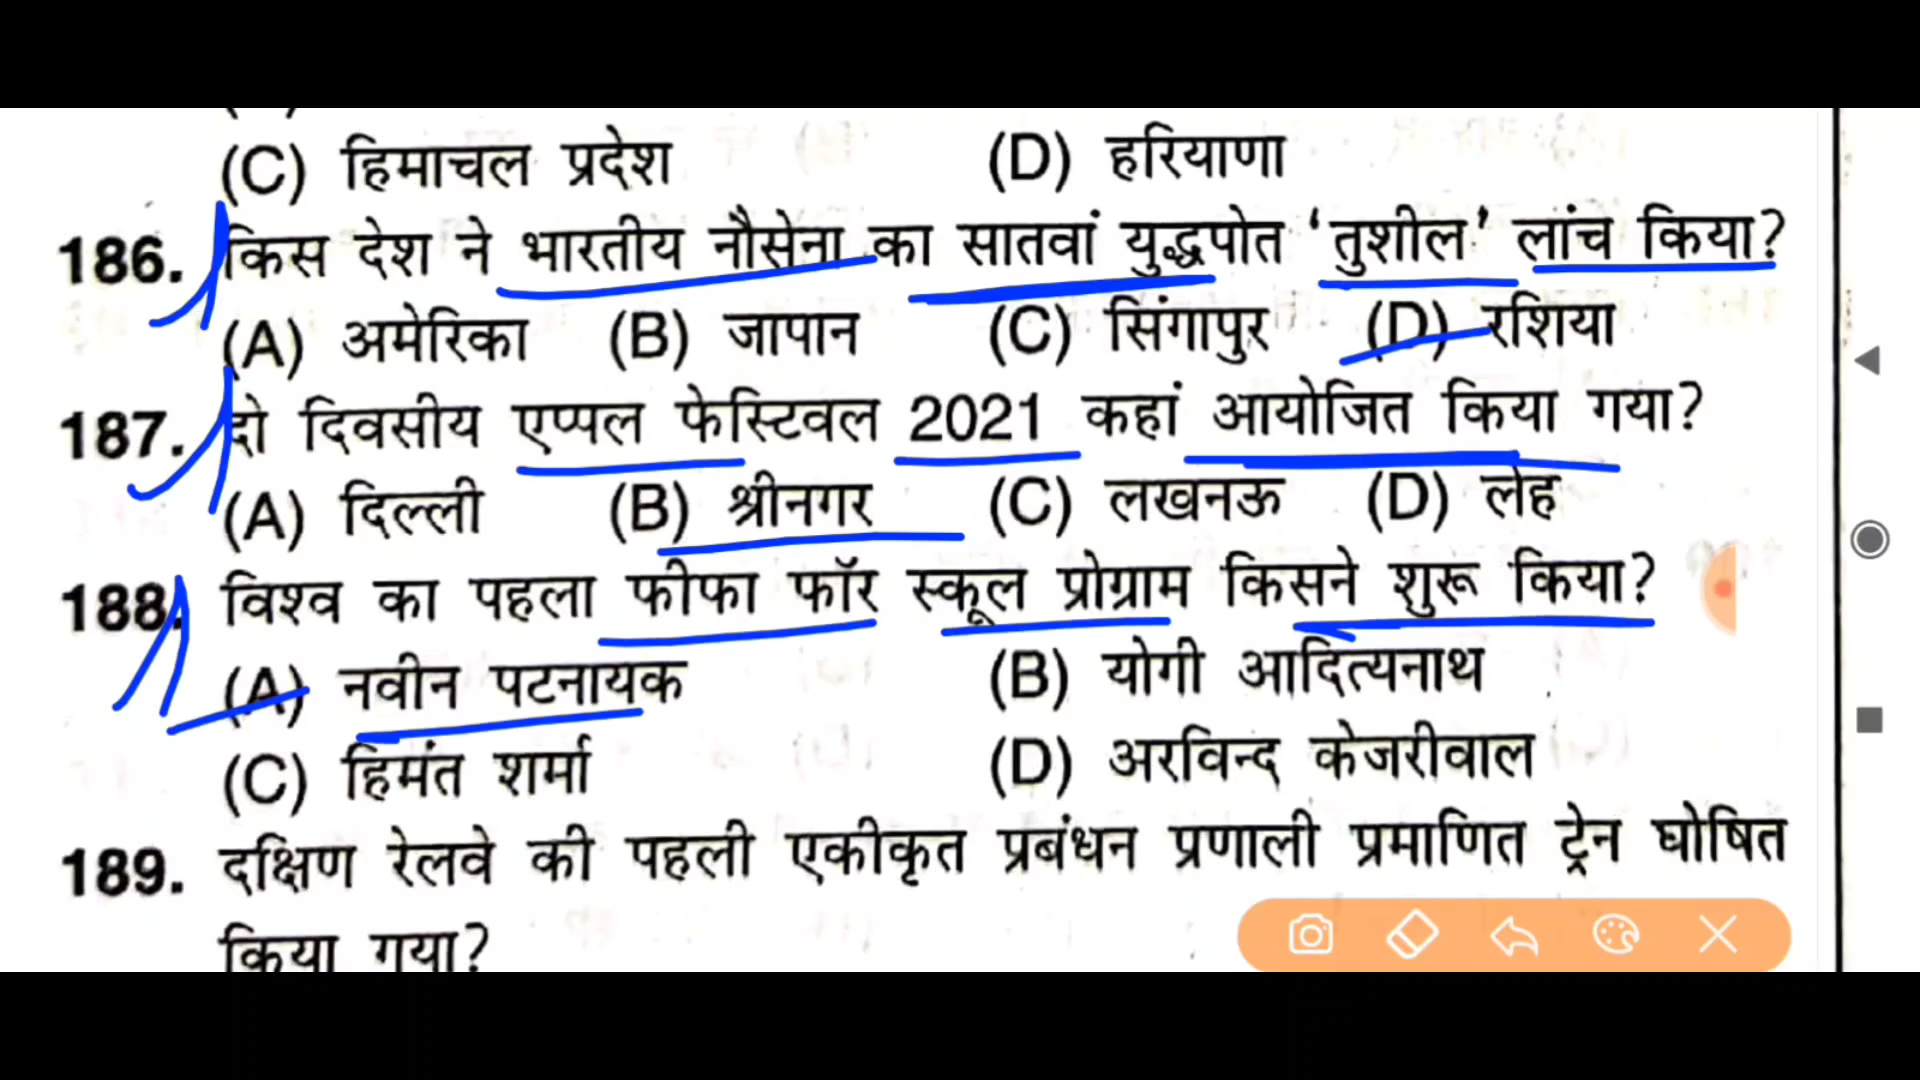 (C) हिमाचल प्रदेश (D) हरियाणा
186. किस देश ने भारतीय नौसेना का सातवां युद्धपोत ‘तुशील’ लांच किया?
(A) अमेरिका (B) जापान (C) सिंगापुर (D) रशिया
187. दो दिवसीय एप्पल फेस्टिवल 2021 कहां आयोजित किया गया?
(A) दिल्ली (B) श्रीनगर (C) लखनऊ (D) लेह
188. विश्व का पहला फीफा फॉर स्कूल प्रोग्राम किसने शुरू किया?
(A) नवीन पटनायक (B) योगी आदित्यनाथ
(C) हिमंत शर्मा (D) अरविन्द केजरीवाल
189. दक्षिण रेलवे की पहली एकीकृत प्रबंधन प्रणाली प्रमाणित ट्रेन घोषित
किया गया?